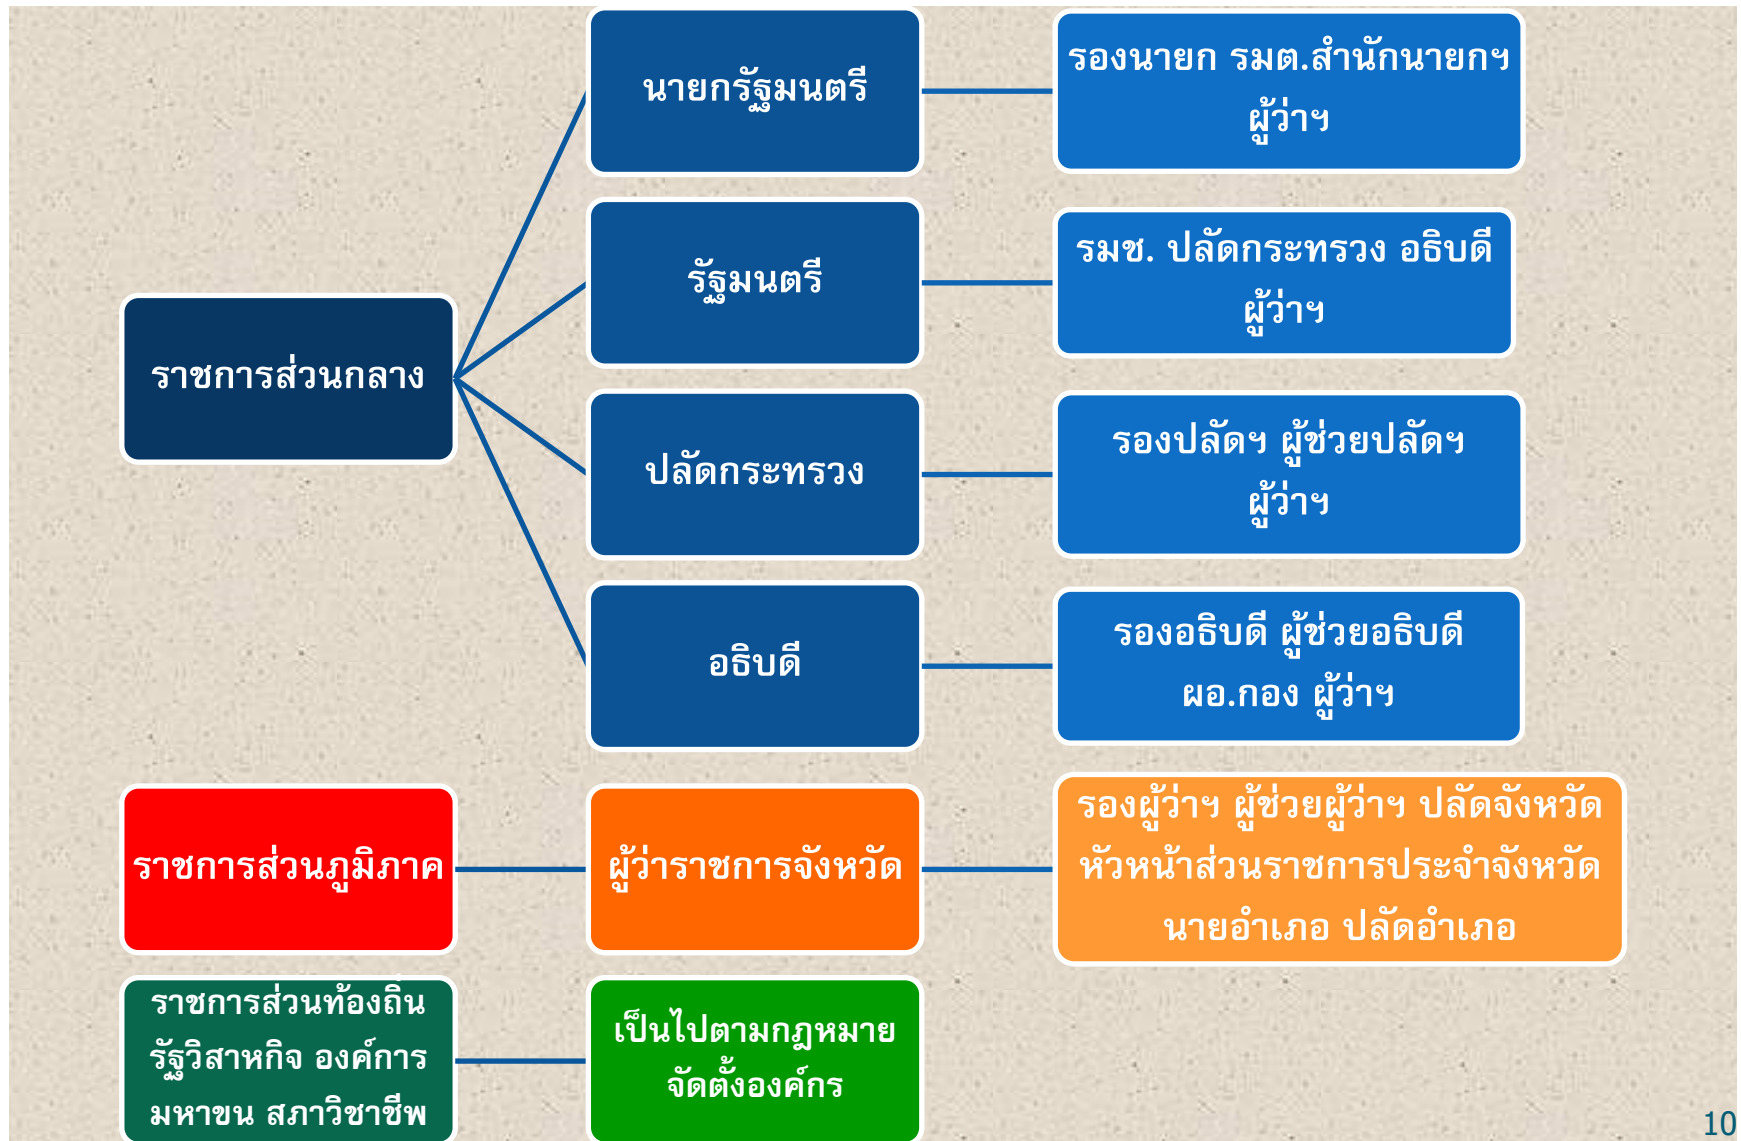 นายกรัฐมนตรี
รองนายก รมต.สำนักนายกฯ
ผู้ว่าฯ
รัฐมนตรี
รมช. ปลัดกระทรวง อธิบดี
ผู้ว่าฯ
ราชการส่วนกลาง
ปลัดกระทรวง
รองปลัดฯ ผู้ช่วยปลัดฯ
ผู้ว่าฯ
อธิบดี
รองอธิบดี ผู้ช่วยอธิบดี
ผอ.กอง ผู้ว่าฯ
ราชการส่วนภูมิภาค
ผู้ว่าราชการจังหวัด
รองผู้ว่าฯ ผู้ช่วยผู้ว่าฯ ปลัดจังหวัด
หัวหน้าส่วนราชการประจำจังหวัด
นายอำเภอ ปลัดอำเภอ
ราชการส่วนท้องถิ่น
รัฐวิสาหกิจ องค์การ
มหาขน สภาวิชาชีพ
เป็นไปตามกฎหมาย
จัดตั้งองค์กร
10